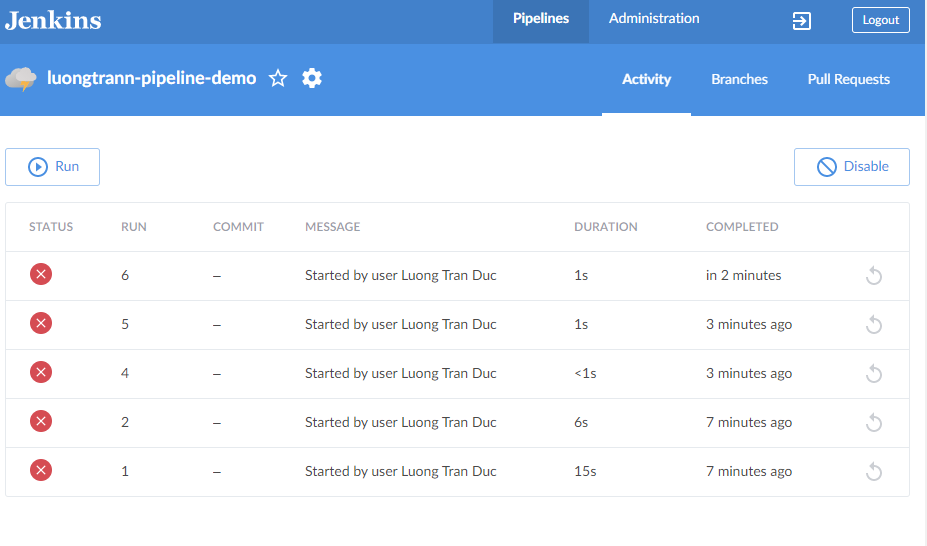 Jenkins
Pipelines
Administration
Logout
luongtrann-pipeline-demo
Activity
Branches
Pull Requests
Run
Disable
STATUS RUN COMMIT MESSAGE DURATION COMPLETED
6 – Started by user Luong Tran Duc 1s in 2 minutes
5 – Started by user Luong Tran Duc 1s 3 minutes ago
4 – Started by user Luong Tran Duc <1s 3 minutes ago
2 – Started by user Luong Tran Duc 6s 7 minutes ago
1 – Started by user Luong Tran Duc 15s 7 minutes ago